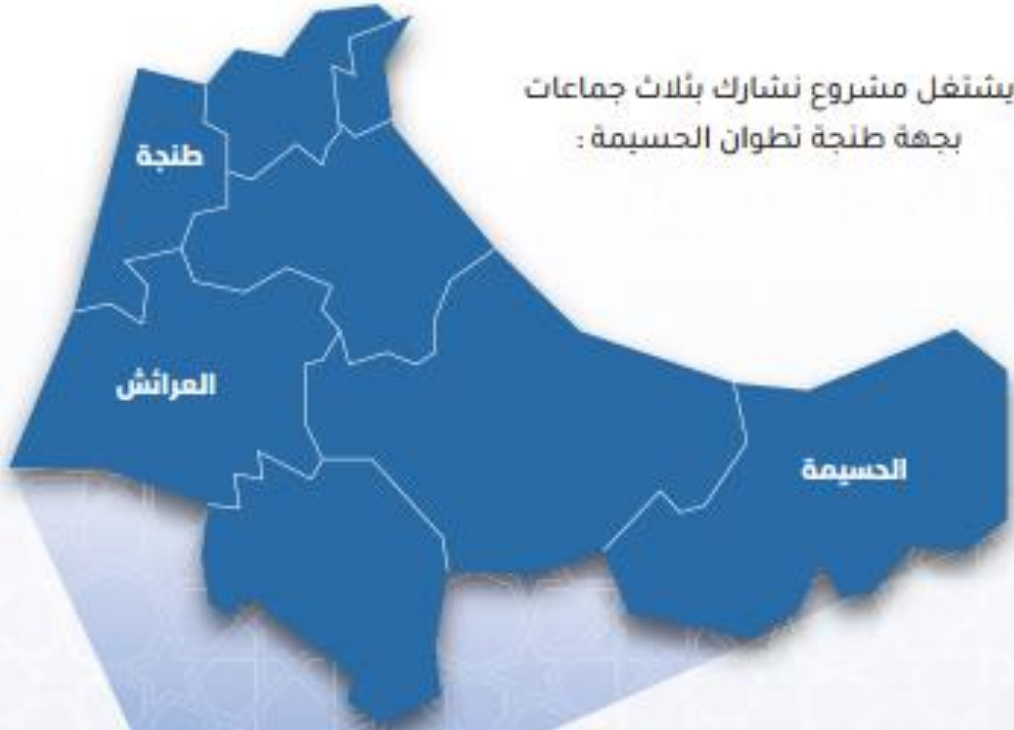 يشتغل مشروع نشارك بثلاث جماعات
بجهة طنجة تطوان الحسيمة :
طنجة
العرائش
الحسيمة